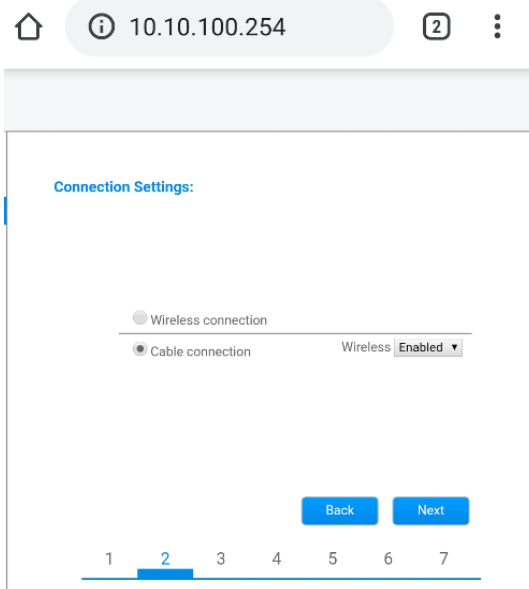 10.10.100.254 2
Connection Settings:
Wireless connection
Cable connection Wireless Enabled
Back Next
1 2 3 4 5 6 7